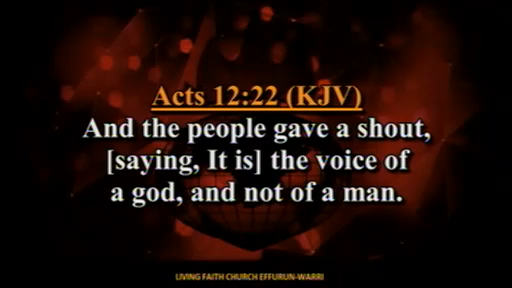 Acts 12:22 (KJV)
And the people gave a shout,
[saying, It is] the voice of
a god, and not of a man.
LIVING FAITH CHURCH EFFURUN-WARRI